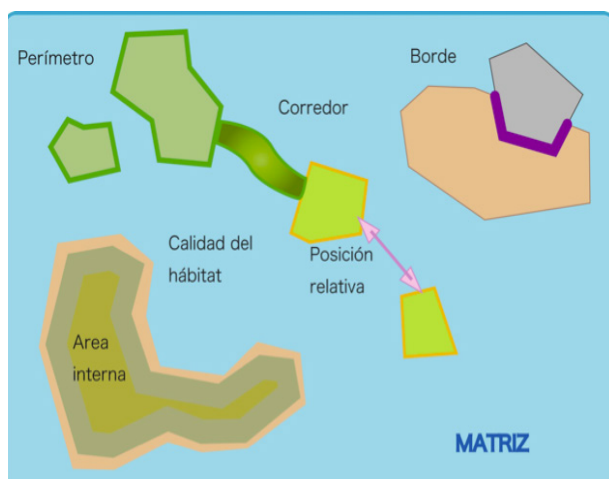 Perímetro
Borde
Corredor
Calidad del
hábitat
Posición
relativa
Area
interna
MATRIZ